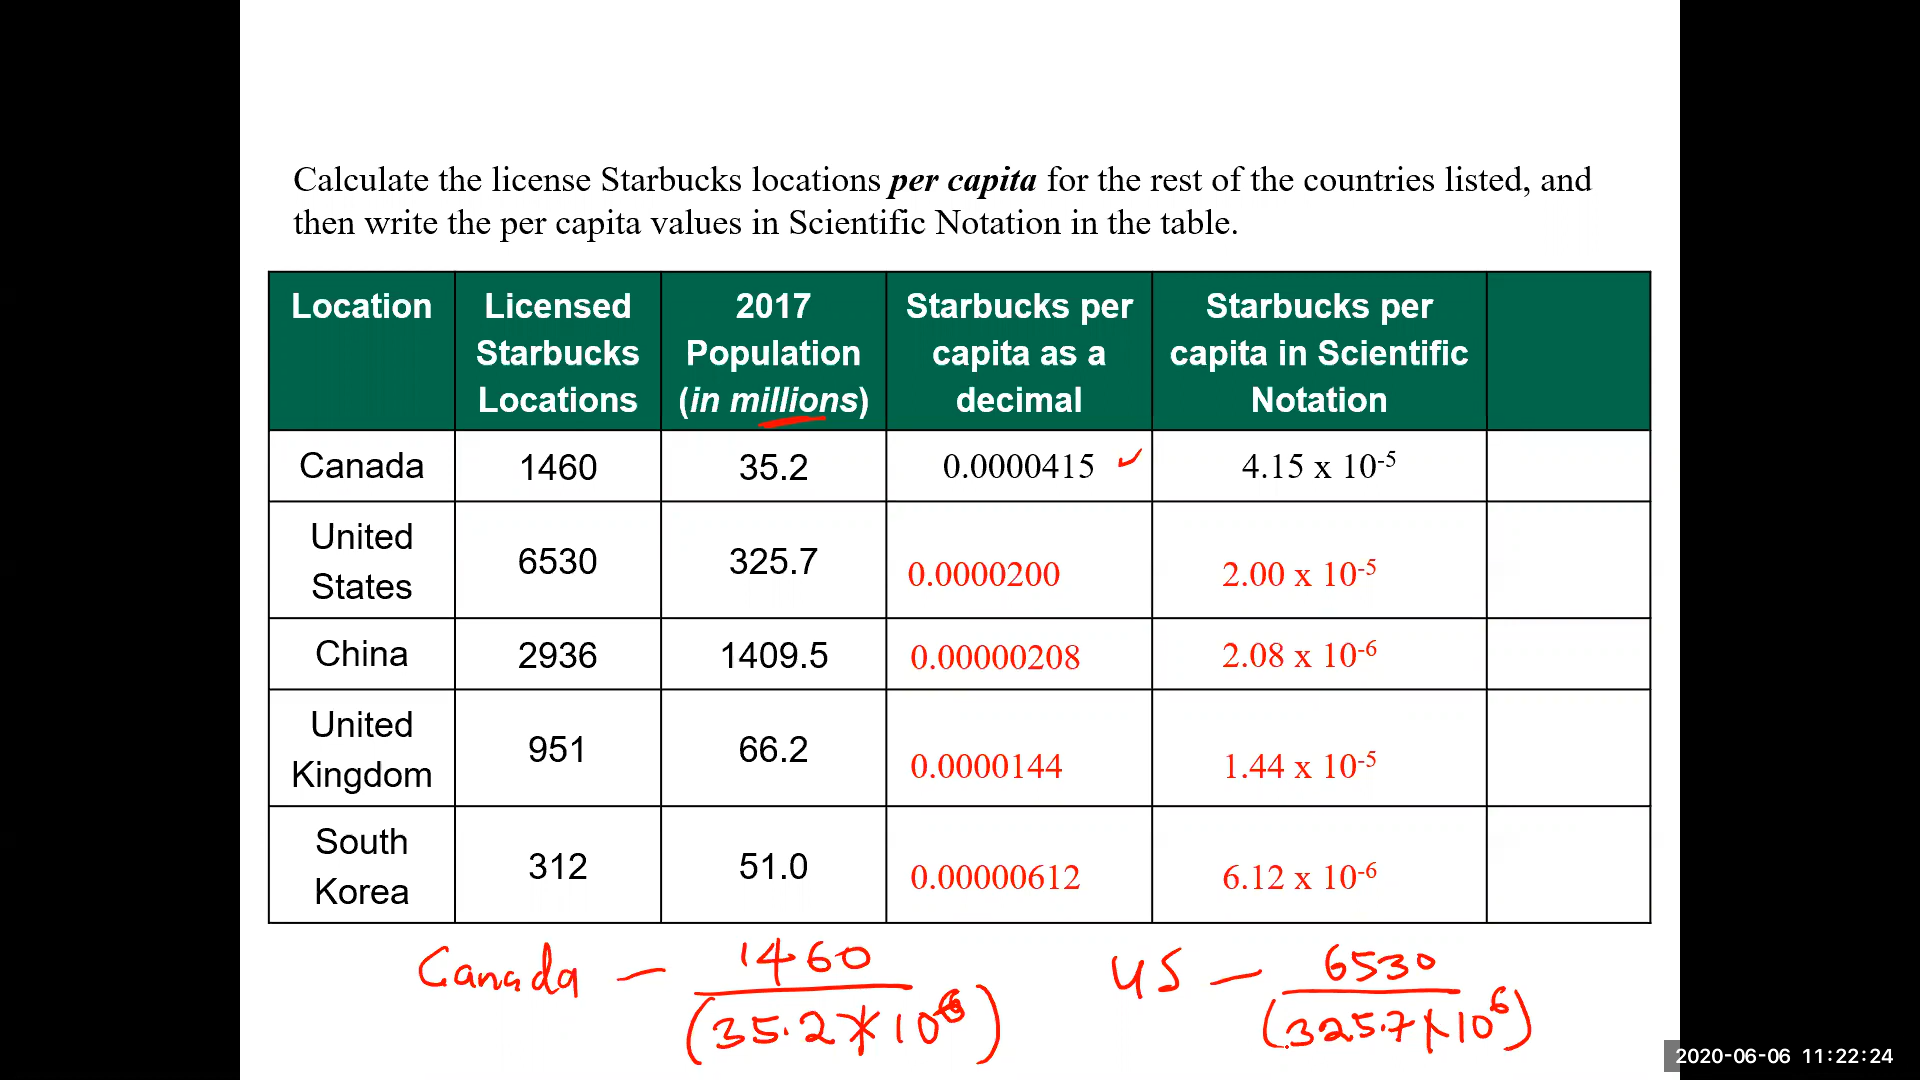 Calculate the license Starbucks locations per capita for the rest of the countries listed, and
then write the per capita values in Scientific Notation in the table.
Location Licensed Starbucks Locations 2017 Population (in millions) Starbucks per capita as a decimal Starbucks per capita in Scientific Notation
Canada 1460 35.2 0.0000415 ✓ 4.15 x 10⁻⁵
United States 6530 325.7 0.0000200 2.00 x 10⁻⁵
China 2936 1409.5 0.00000208 2.08 x 10⁻⁶
United Kingdom 951 66.2 0.0000144 1.44 x 10⁻⁵
South Korea 312 51.0 0.00000612 6.12 x 10⁻⁶
Canada — 1460 / (35.2 * 10⁶)
US — 6530 / (325.7 * 10⁶)
2020-06-06 11:22:24